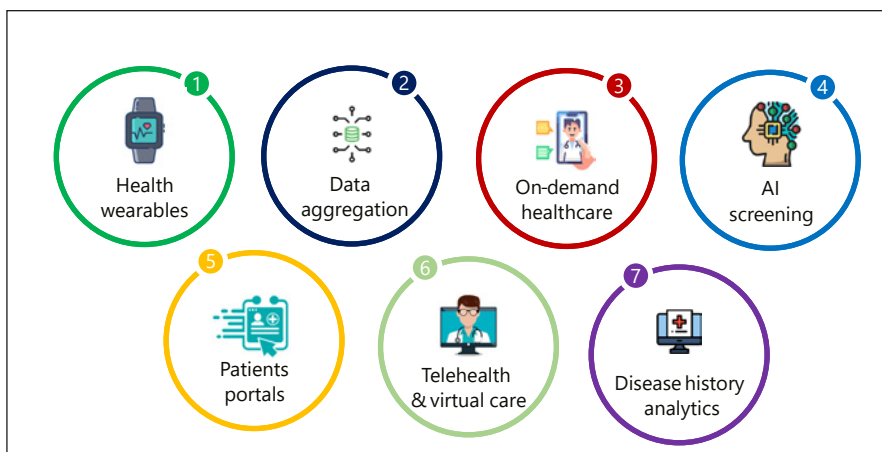 1
Health
wearables
2
Data
aggregation
3
On-demand
healthcare
4
AI
screening
5
Patients
portals
6
Telehealth
& virtual care
7
Disease history
analytics